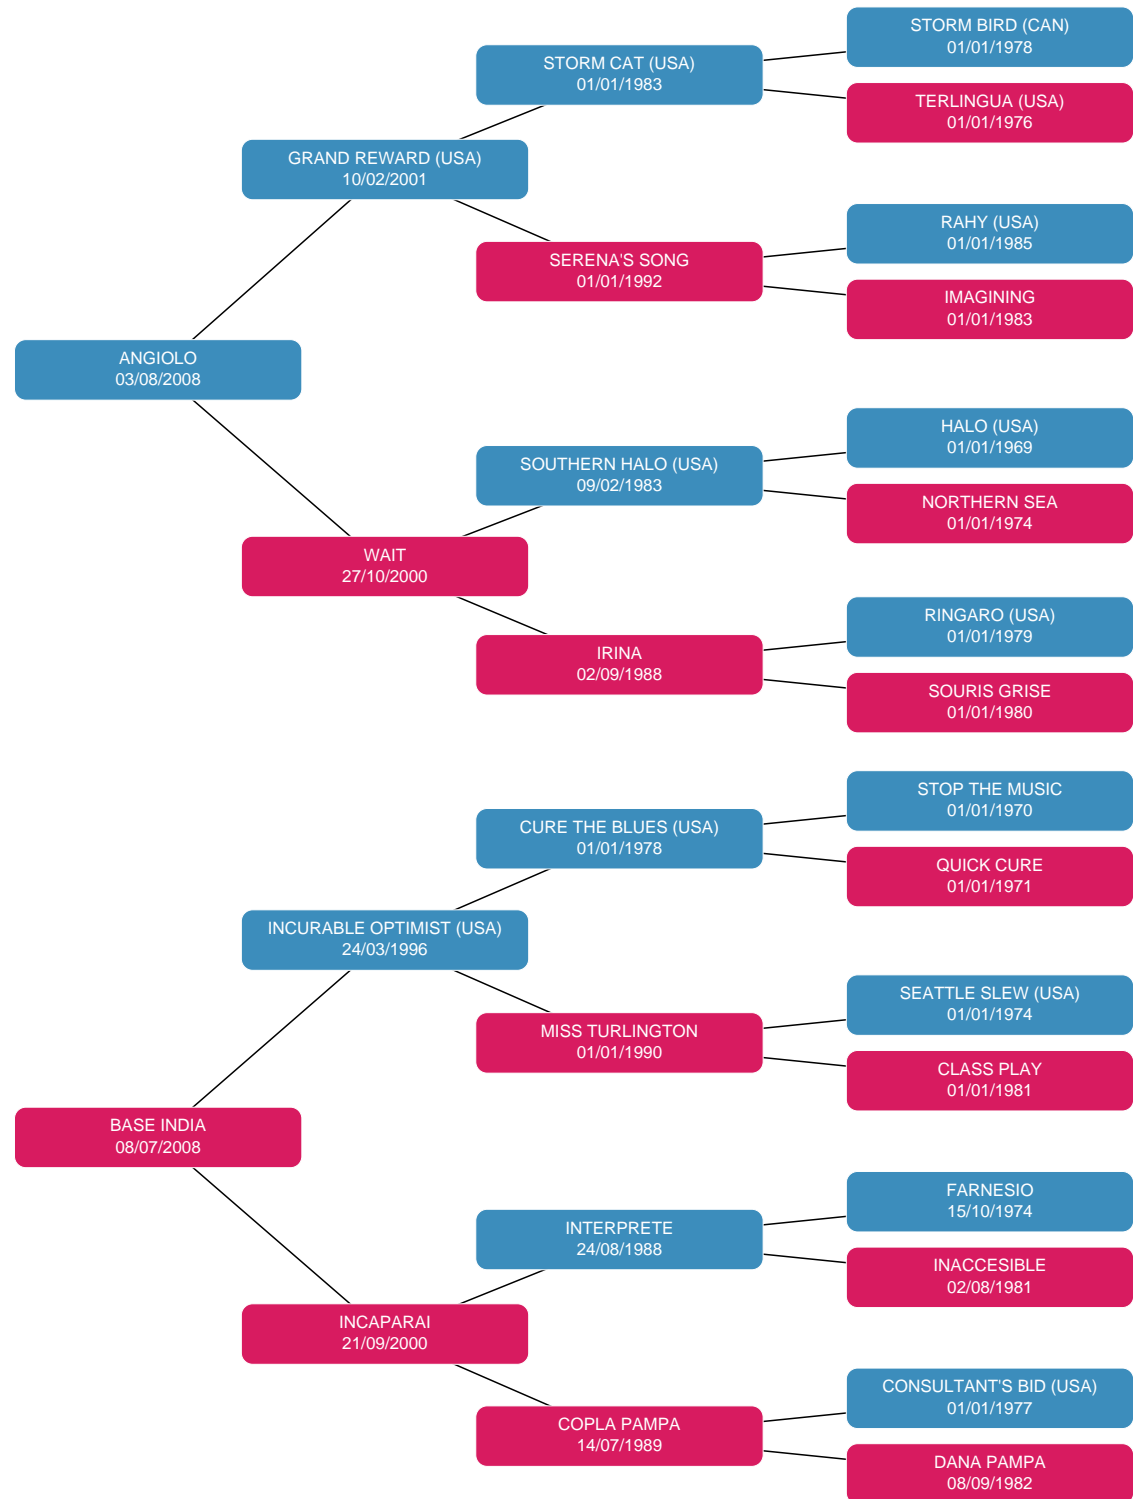 STORM BIRD (CAN)
01/01/1978
STORM CAT (USA)
01/01/1983
TERLINGUA (USA)
01/01/1976
GRAND REWARD (USA)
10/02/2001
RAHY (USA)
01/01/1985
SERENA'S SONG
01/01/1992
IMAGINING
01/01/1983
ANGIOLO
03/08/2008
HALO (USA)
01/01/1969
SOUTHERN HALO (USA)
09/02/1983
NORTHERN SEA
01/01/1974
WAIT
27/10/2000
RINGARO (USA)
01/01/1979
IRINA
02/09/1988
SOURIS GRISE
01/01/1980
STOP THE MUSIC
01/01/1970
CURE THE BLUES (USA)
01/01/1978
QUICK CURE
01/01/1971
INCURABLE OPTIMIST (USA)
24/03/1996
SEATTLE SLEW (USA)
01/01/1974
MISS TURLINGTON
01/01/1990
CLASS PLAY
01/01/1981
BASE INDIA
08/07/2008
FARNESIO
15/10/1974
INTERPRETE
24/08/1988
INACCESIBLE
02/08/1981
INCAPARAI
21/09/2000
CONSULTANT'S BID (USA)
01/01/1977
COPLA PAMPA
14/07/1989
DANA PAMPA
08/09/1982